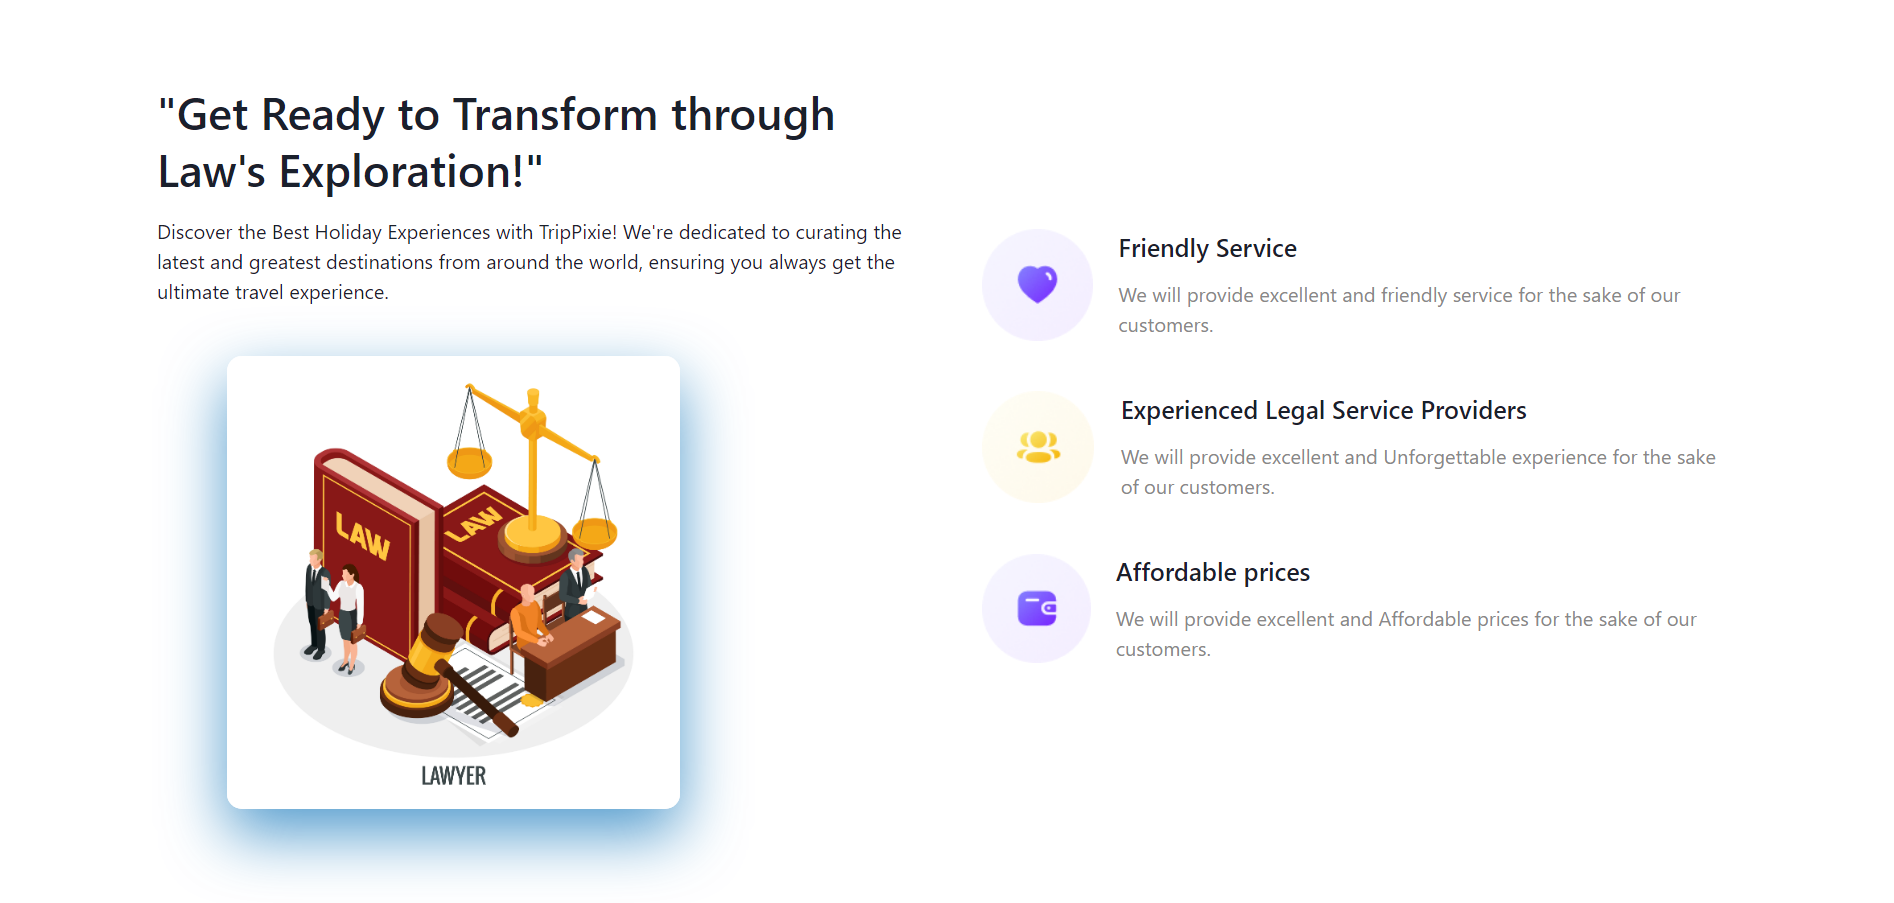 "Get Ready to Transform through
Law's Exploration!"
Discover the Best Holiday Experiences with TripPixie! We're dedicated to curating the
latest and greatest destinations from around the world, ensuring you always get the
ultimate travel experience.
LAW
LAW
LAWYER
Friendly Service
We will provide excellent and friendly service for the sake of our
customers.
Experienced Legal Service Providers
We will provide excellent and Unforgettable experience for the sake
of our customers.
Affordable prices
We will provide excellent and Affordable prices for the sake of our
customers.